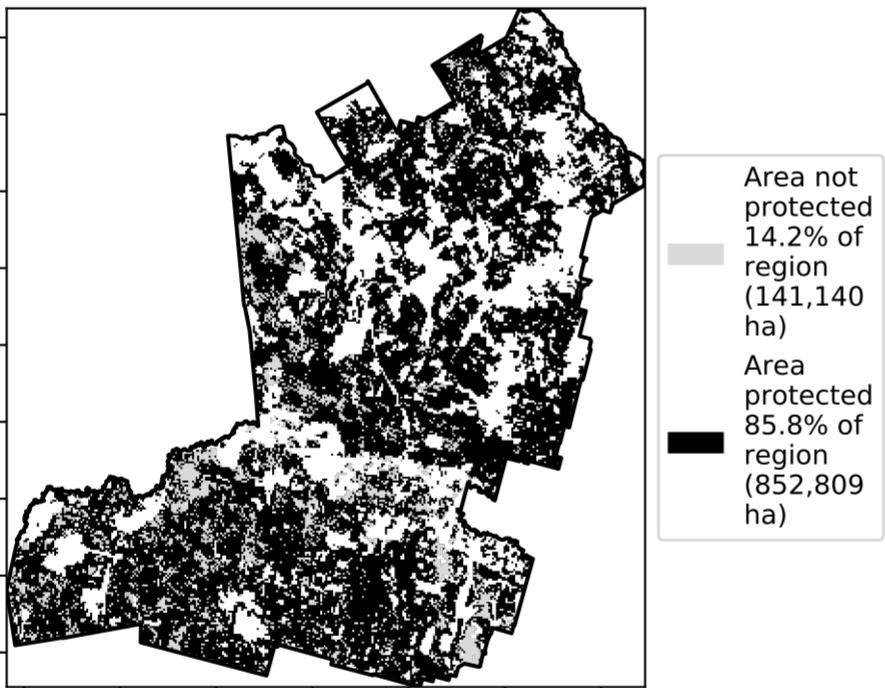 Area not
protected
14.2% of
region
(141,140
ha)
Area
protected
85.8% of
region
(852,809
ha)